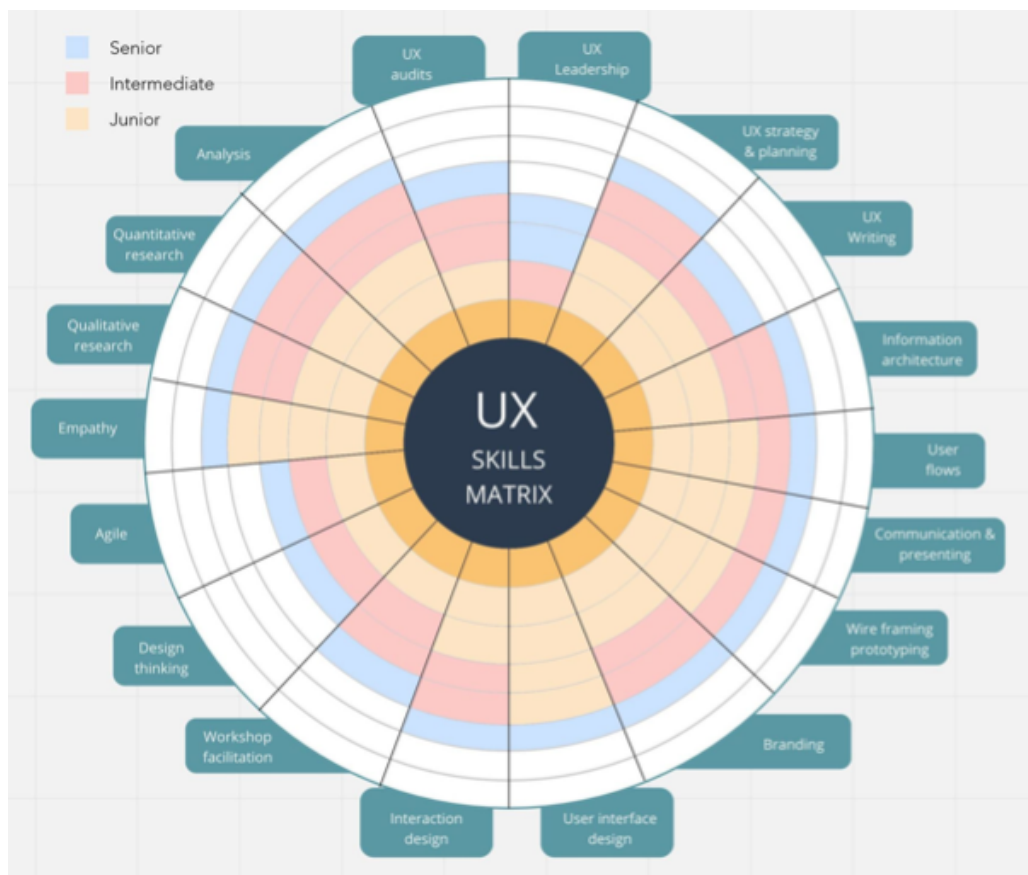 Senior
Intermediate
Junior
UX
audits
UX
Leadership
UX strategy
& planning
UX
Writing
Information
architecture
User
flows
Communication &
presenting
Wire framing
prototyping
Branding
User interface
design
Interaction
design
Workshop
facilitation
Design
thinking
Agile
Empathy
Qualitative
research
Quantitative
research
Analysis
UX
SKILLS
MATRIX